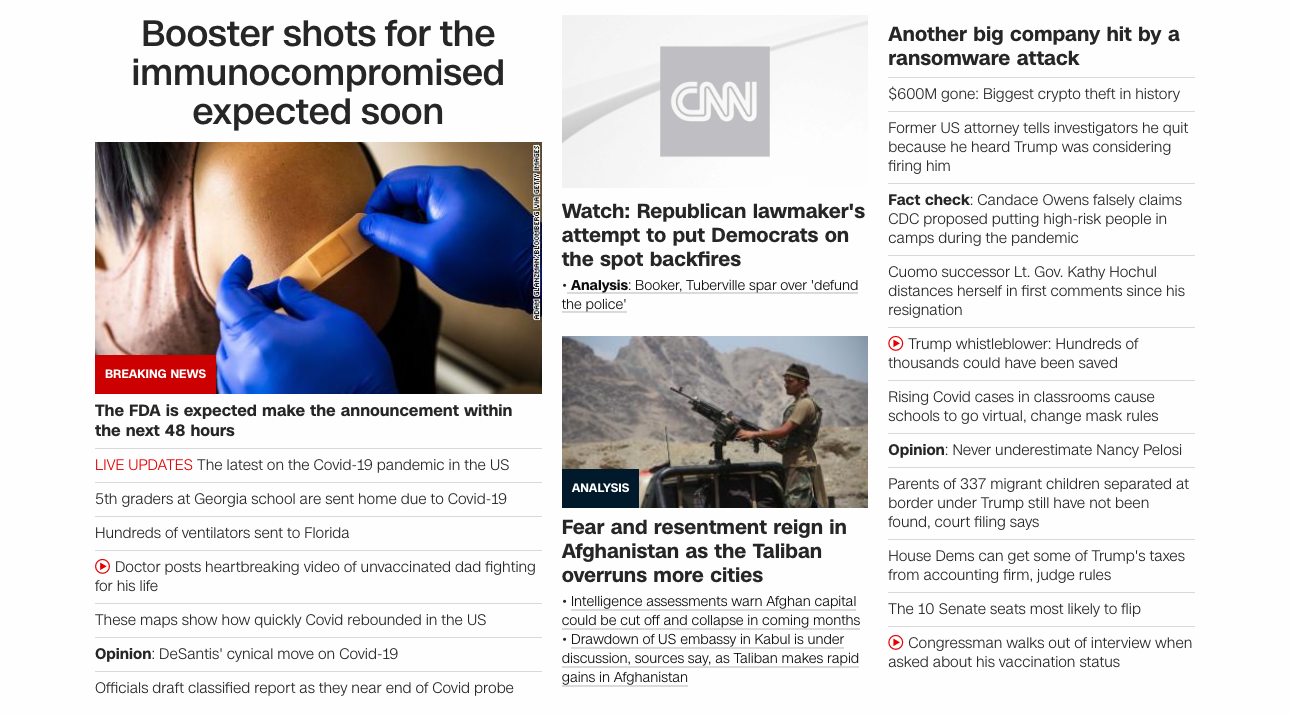 Booster shots for the
immunocompromised
expected soon
ADAM GLANZMAN/BLOOMBERG VIA GETTY IMAGES
BREAKING NEWS
The FDA is expected make the announcement within
the next 48 hours
LIVE UPDATES The latest on the Covid-19 pandemic in the US
5th graders at Georgia school are sent home due to Covid-19
Hundreds of ventilators sent to Florida
Doctor posts heartbreaking video of unvaccinated dad fighting
for his life
These maps show how quickly Covid rebounded in the US
Opinion: DeSantis' cynical move on Covid-19
Officials draft classified report as they near end of Covid probe
CNN
Watch: Republican lawmaker's
attempt to put Democrats on
the spot backfires
• Analysis: Booker, Tuberville spar over 'defund
the police'
ANALYSIS
Fear and resentment reign in
Afghanistan as the Taliban
overruns more cities
• Intelligence assessments warn Afghan capital
could be cut off and collapse in coming months
• Drawdown of US embassy in Kabul is under
discussion, sources say, as Taliban makes rapid
gains in Afghanistan
Another big company hit by a
ransomware attack
$600M gone: Biggest crypto theft in history
Former US attorney tells investigators he quit
because he heard Trump was considering
firing him
Fact check: Candace Owens falsely claims
CDC proposed putting high-risk people in
camps during the pandemic
Cuomo successor Lt. Gov. Kathy Hochul
distances herself in first comments since his
resignation
Trump whistleblower: Hundreds of
thousands could have been saved
Rising Covid cases in classrooms cause
schools to go virtual, change mask rules
Opinion: Never underestimate Nancy Pelosi
Parents of 337 migrant children separated at
border under Trump still have not been
found, court filing says
House Dems can get some of Trump's taxes
from accounting firm, judge rules
The 10 Senate seats most likely to flip
Congressman walks out of interview when
asked about his vaccination status